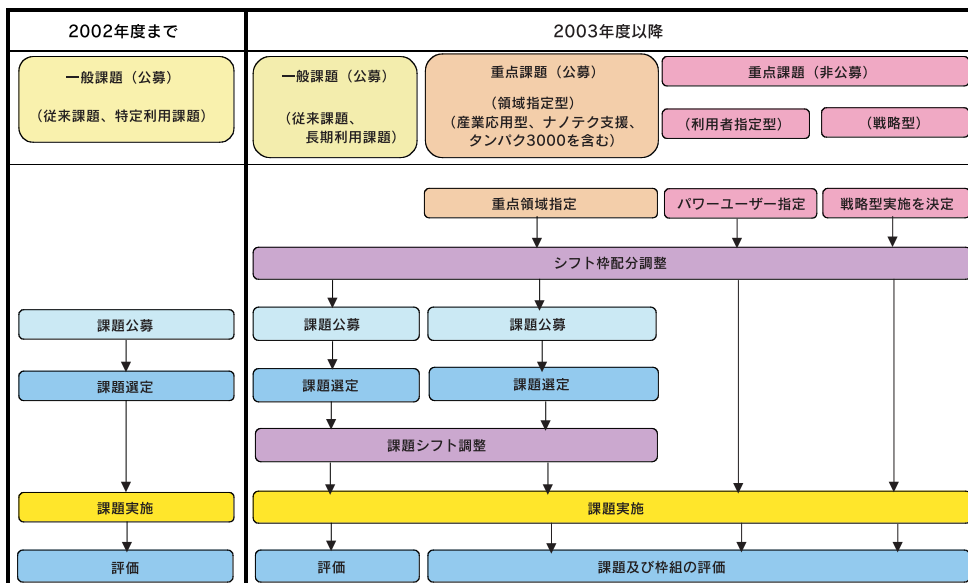 2002年度まで
2003年度以降
一般課題（公募）
（従来課題、特定利用課題）
一般課題（公募）
（従来課題、
長期利用課題）
重点課題（公募）
（領域指定型）
（産業応用型、ナノテク支援、
タンパク3000を含む）
重点課題（非公募）
（利用者指定型）
（戦略型）
重点領域指定
パワーユーザー指定
戦略型実施を決定
シフト枠配分調整
課題公募
課題公募
課題公募
課題選定
課題選定
課題選定
課題シフト調整
課題実施
課題実施
評価
評価
課題及び枠組の評価